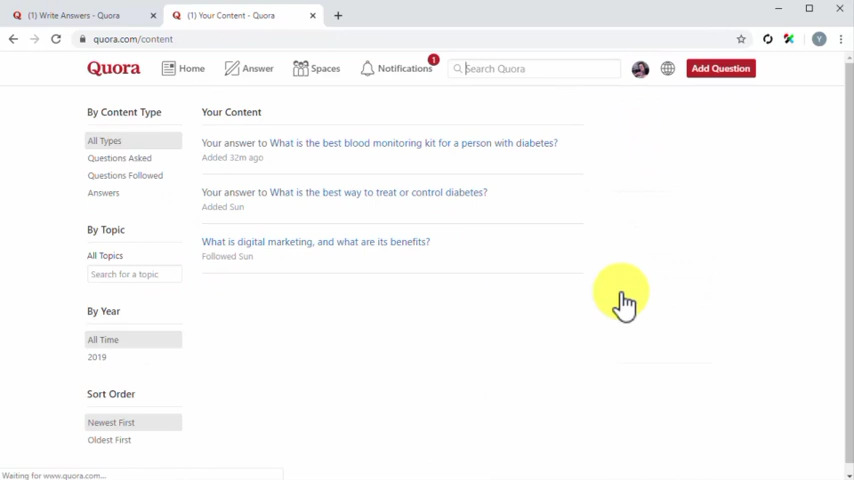 (1) Write Answers - Quora
(1) Your Content - Quora
quora.com/content
Y
Quora
Home
Answer
Spaces
Notifications
1
Search Quora
Add Question
By Content Type
All Types
Questions Asked
Questions Followed
Answers
By Topic
All Topics
Search for a topic
By Year
All Time
2019
Sort Order
Newest First
Oldest First
Your Content
Your answer to What is the best blood monitoring kit for a person with diabetes?
Added 32m ago
Your answer to What is the best way to treat or control diabetes?
Added Sun
What is digital marketing, and what are its benefits?
Followed Sun
Waiting for www.quora.com...